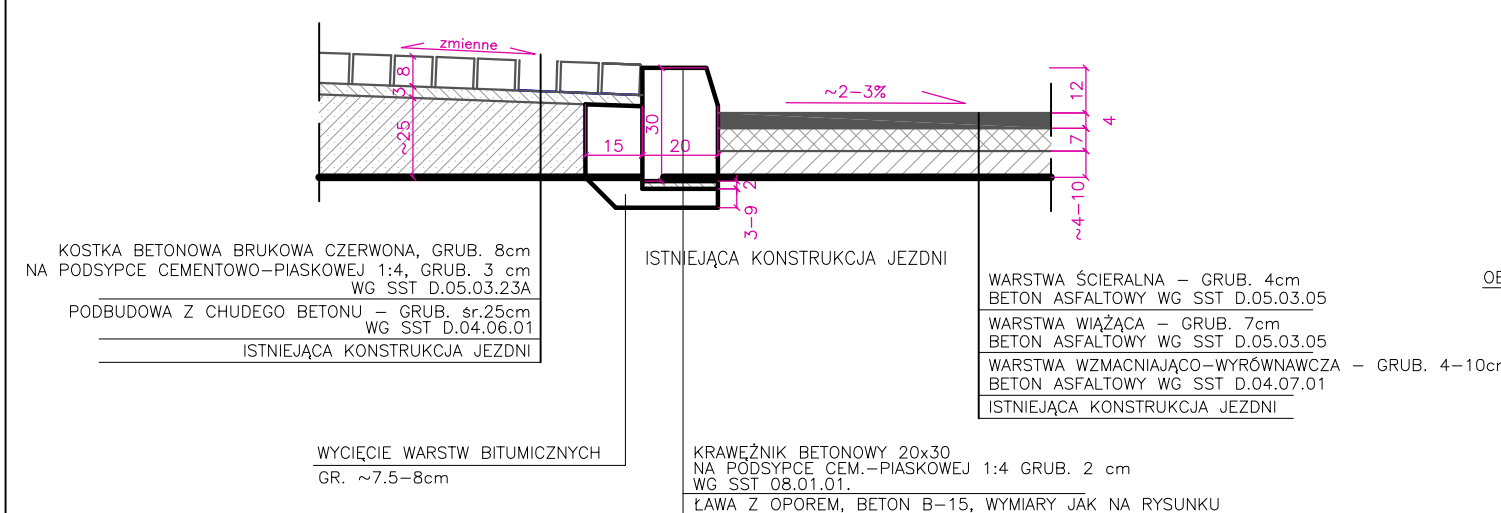 zmienne
8
3
~25
15
30
20
2
3-9
~2-3%
12
4
7
~4-10
ISTNIEJĄCA KONSTRUKCJA JEZDNI
KOSTKA BETONOWA BRUKOWA CZERWONA, GRUB. 8cm
NA PODSYPCE CEMENTOWO-PIASKOWEJ 1:4, GRUB. 3 cm
WG SST D.05.03.23A
PODBUDOWA Z CHUDEGO BETONU - GRUB. śr.25cm
WG SST D.04.06.01
ISTNIEJĄCA KONSTRUKCJA JEZDNI
WARSTWA ŚCIERALNA - GRUB. 4cm
BETON ASFALTOWY WG SST D.05.03.05
WARSTWA WIĄŻĄCA - GRUB. 7cm
BETON ASFALTOWY WG SST D.05.03.05
WARSTWA WZMACNIAJĄCO-WYRÓWNAWCZA - GRUB. 4-10cm
BETON ASFALTOWY WG SST D.04.07.01
ISTNIEJĄCA KONSTRUKCJA JEZDNI
WYCIĘCIE WARSTW BITUMICZNYCH
GR. ~7.5-8cm
KRAWĘŻNIK BETONOWY 20x30
NA PODSYPCE CEM.-PIASKOWEJ 1:4 GRUB. 2 cm
WG SST 08.01.01.
ŁAWA Z OPOREM, BETON B-15, WYMIARY JAK NA RYSUNKU